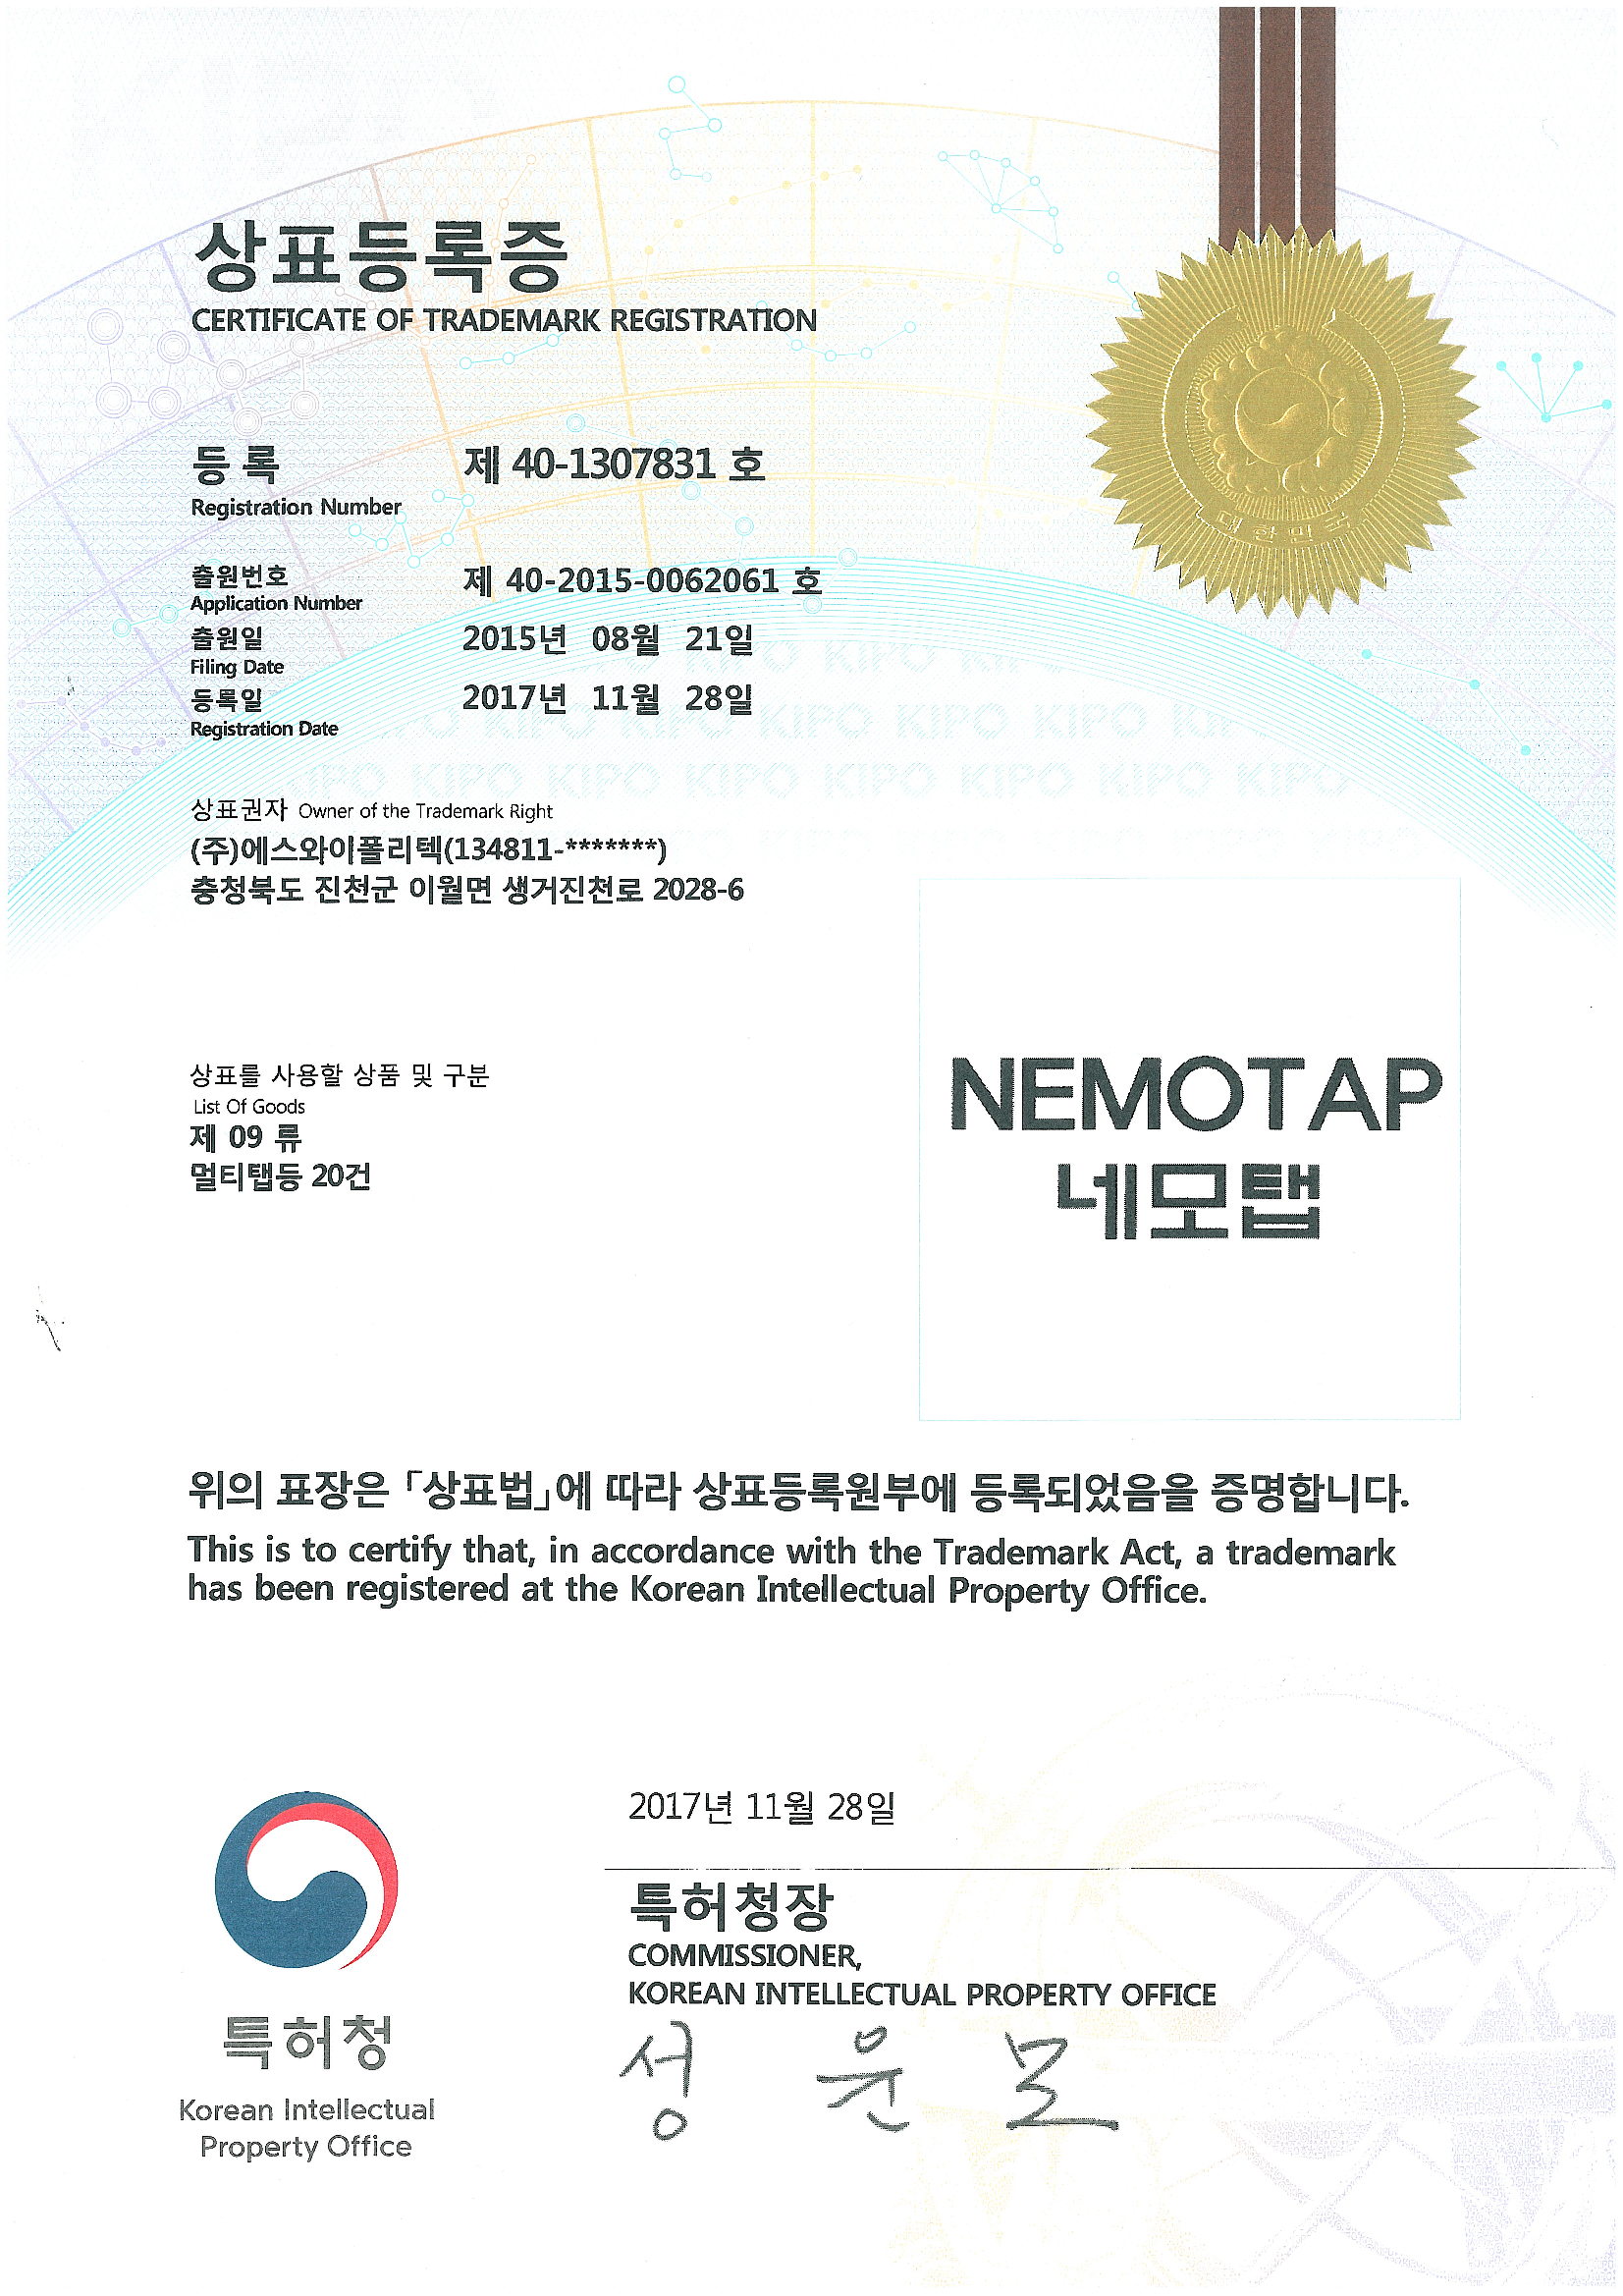 상표등록증
CERTIFICATE OF TRADEMARK REGISTRATION
대한민국
등록 제 40-1307831 호
Registration Number
출원번호 제 40-2015-0062061 호
Application Number
출원일 2015년 08월 21일
Filing Date
등록일 2017년 11월 28일
Registration Date
KIPO KIPO KIPO KIPO KIPO KIPO KIPO
KIPO KIPO KIPO KIPO KIPO KIPO KIPO KIPO
상표권자 Owner of the Trademark Right
(주)에스와이폴리텍(134811-*******)
충청북도 진천군 이월면 생거진천로 2028-6
상표를 사용할 상품 및 구분
List Of Goods
제 09 류
멀티탭등 20건
NEMOTAP
네모탭
위의 표장은 「상표법」에 따라 상표등록원부에 등록되었음을 증명합니다.
This is to certify that, in accordance with the Trademark Act, a trademark
has been registered at the Korean Intellectual Property Office.
2017년 11월 28일
특허청장
COMMISSIONER,
KOREAN INTELLECTUAL PROPERTY OFFICE
성 윤 모
특허청
Korean Intellectual
Property Office